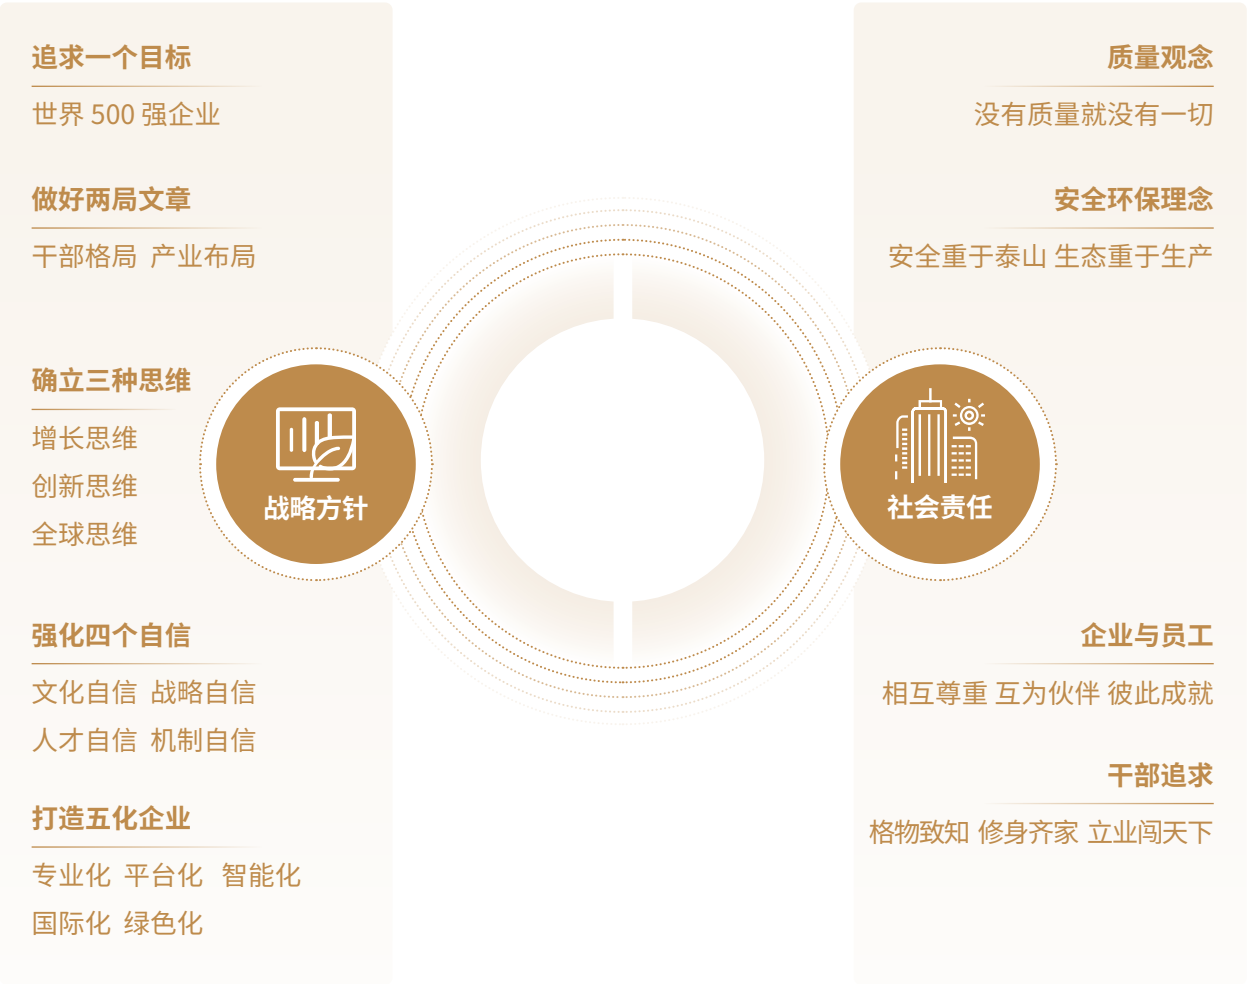 追求一个目标
世界 500 强企业
做好两局文章
干部格局 产业布局
确立三种思维
增长思维
创新思维
全球思维
强化四个自信
文化自信 战略自信
人才自信 机制自信
打造五化企业
专业化 平台化 智能化
国际化 绿色化
战略方针
社会责任
质量观念
没有质量就没有一切
安全环保理念
安全重于泰山 生态重于生产
企业与员工
相互尊重 互为伙伴 彼此成就
干部追求
格物致知 修身齐家 立业闯天下